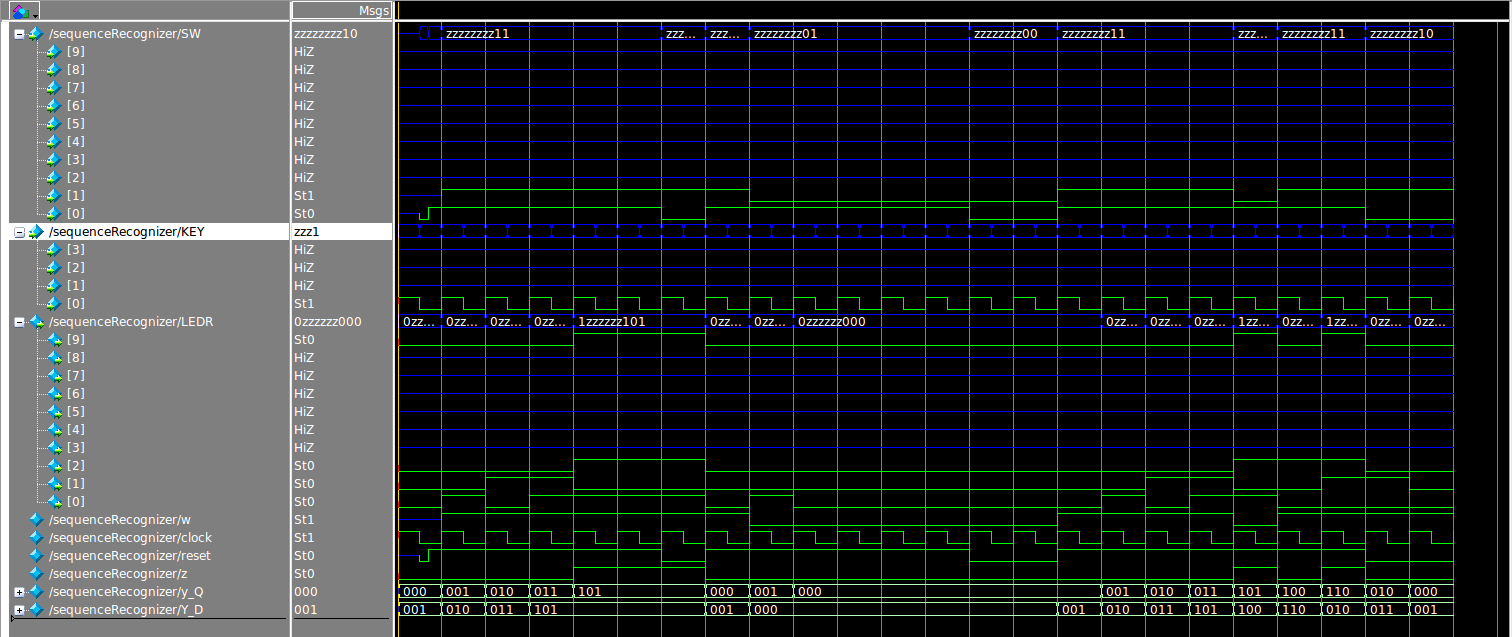 Msgs
/sequenceRecognizer/SW zzzzzzzz10 zzzzzzzz11 zzz... zzz... zzzzzzzz01 zzzzzzzz00 zzzzzzzz11 zzz... zzzzzzzz11 zzzzzzzz10
[9] HiZ
[8] HiZ
[7] HiZ
[6] HiZ
[5] HiZ
[4] HiZ
[3] HiZ
[2] HiZ
[1] St1
[0] St0
/sequenceRecognizer/KEY zzz1
[3] HiZ
[2] HiZ
[1] HiZ
[0] St1
/sequenceRecognizer/LEDR 0zzzzzz000 0zz... 0zz... 0zz... 0zz... 1zzzzzz101 0zz... 0zz... 0zzzzzz000 0zz... 0zz... 0zz... 1zz... 0zz... 1zz... 0zz... 0zz...
[9] St0
[8] HiZ
[7] HiZ
[6] HiZ
[5] HiZ
[4] HiZ
[3] HiZ
[2] St0
[1] St0
[0] St0
/sequenceRecognizer/w St1
/sequenceRecognizer/clock St1
/sequenceRecognizer/reset St0
/sequenceRecognizer/z St0
/sequenceRecognizer/y_Q 000 000 001 010 011 101 000 001 000 001 010 011 101 100 110 010 000
/sequenceRecognizer/Y_D 001 001 010 011 101 001 000 001 010 011 101 100 110 010 011 001